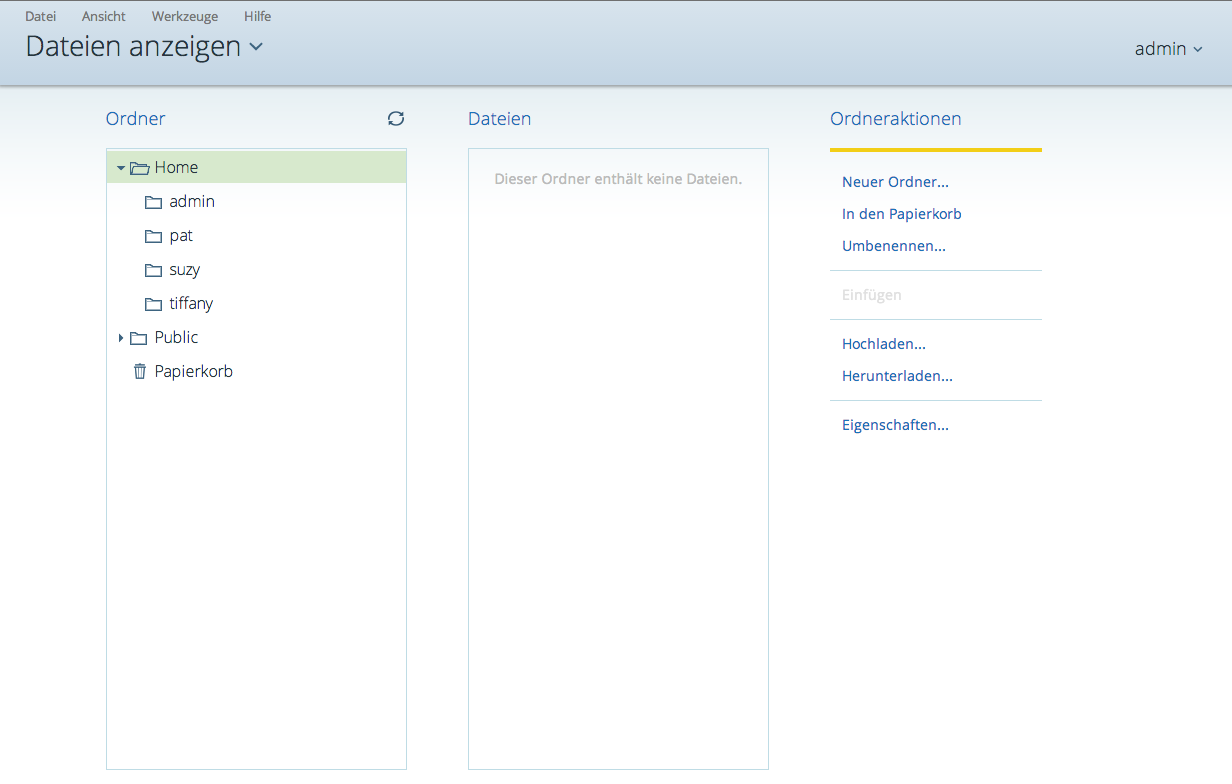 Datei Ansicht Werkzeuge Hilfe
Dateien anzeigen
admin
Ordner
Home
admin
pat
suzy
tiffany
Public
Papierkorb
Dateien
Dieser Ordner enthält keine Dateien.
Ordneraktionen
Neuer Ordner...
In den Papierkorb
Umbenennen...
Einfügen
Hochladen...
Herunterladen...
Eigenschaften...